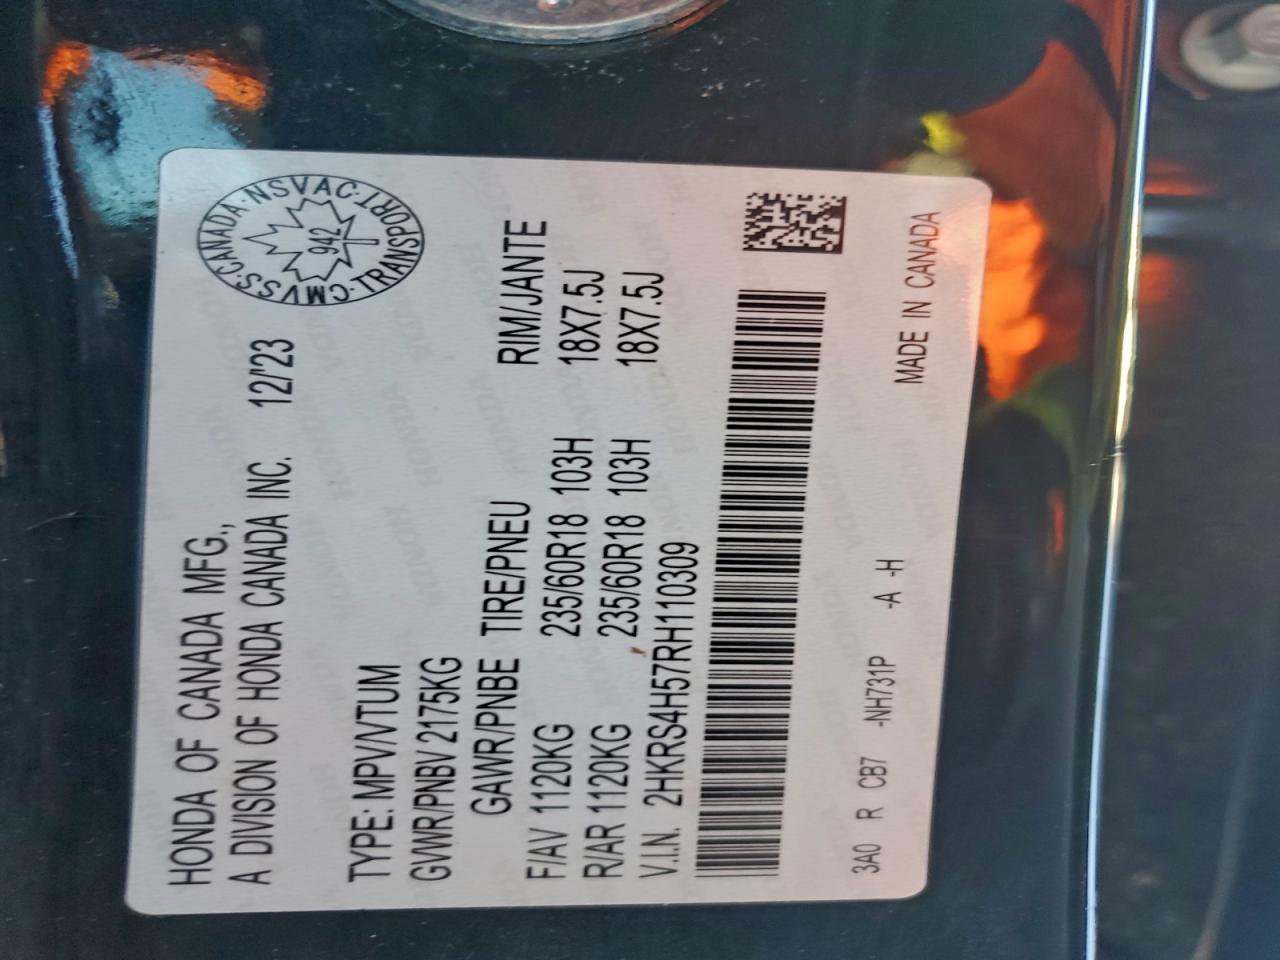 HONDA OF CANADA MFG.,
A DIVISION OF HONDA CANADA INC. 12/'23
CMVSS·CANADA·NSVAC·TRANSPORT·
942
TYPE: MPV/VTUM
GVWR/PNBV 2175KG
GAWR/PNBE TIRE/PNEU RIM/JANTE
F/AV 1120KG 235/60R18 103H 18X7.5J
R/AR 1120KG 235/60R18 103H 18X7.5J
V.I.N. 2HKRS4H57RH110309
3A0 R CB7 -NH731P -A -H MADE IN CANADA